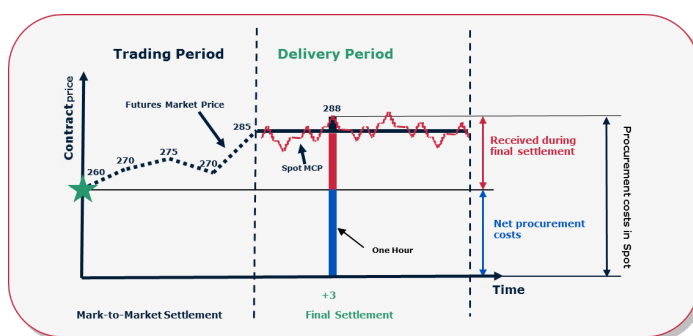 Trading Period
Delivery Period
Contract price
Futures Market Price
260
270
275
270
285
288
Spot MCP
Received during
final settlement
Net procurement
costs
Procurement costs in Spot
One Hour
Time
+3
Mark-to-Market Settlement
Final Settlement